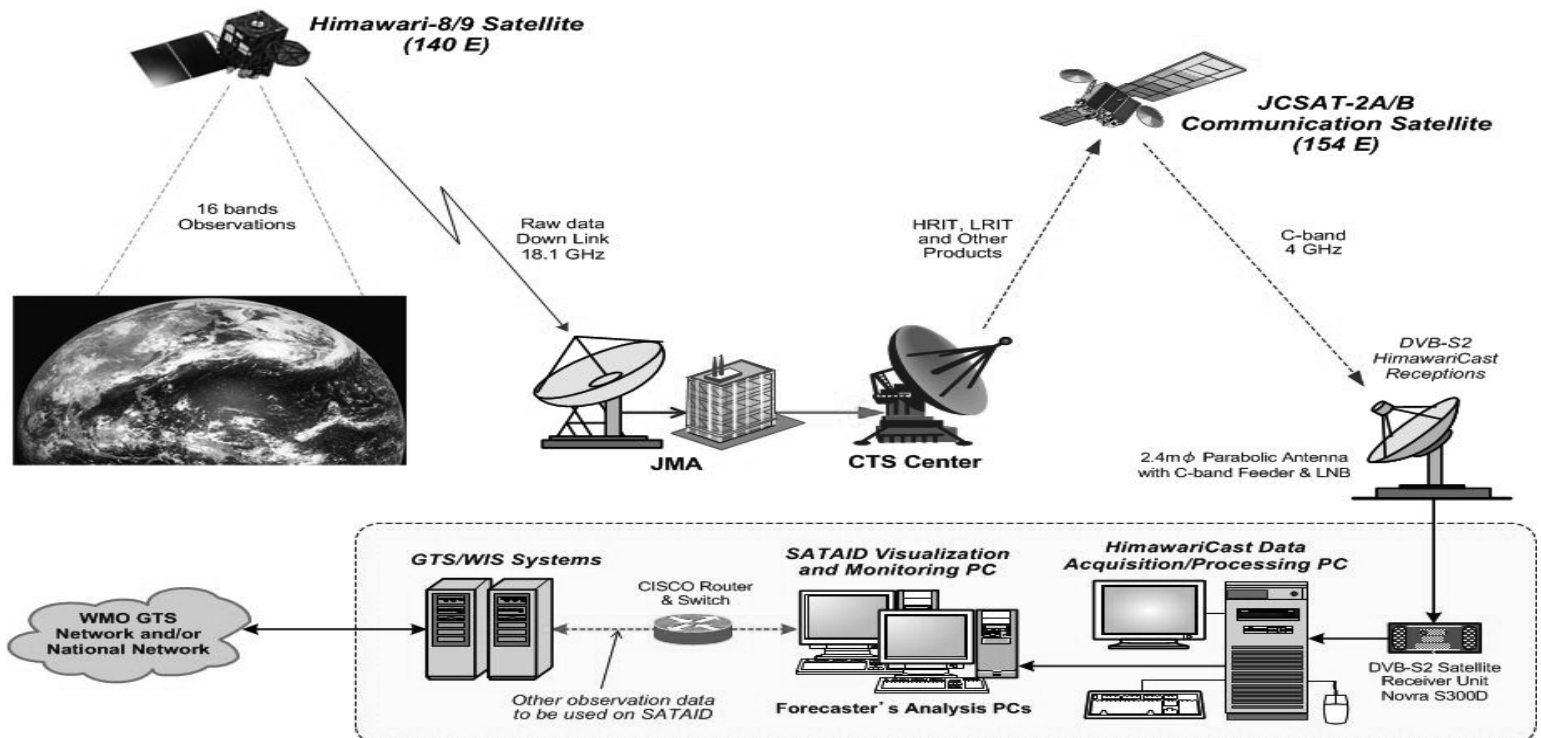 Himawari-8/9 Satellite
(140 E)
JCSAT-2A/B
Communication Satellite
(154 E)
16 bands
Observations
Raw data
Down Link
18.1 GHz
HRIT, LRIT
and Other
Products
C-band
4 GHz
DVB-S2
HimawariCast
Receptions
JMA
CTS Center
2.4mϕ Parabolic Antenna
with C-band Feeder & LNB
GTS/WIS Systems
SATAID Visualization
and Monitoring PC
HimawariCast Data
Acquisition/Processing PC
CISCO Router
& Switch
WMO GTS
Network and/or
National Network
Other observation data
to be used on SATAID
Forecaster's Analysis PCs
DVB-S2 Satellite
Receiver Unit
Novra S300D